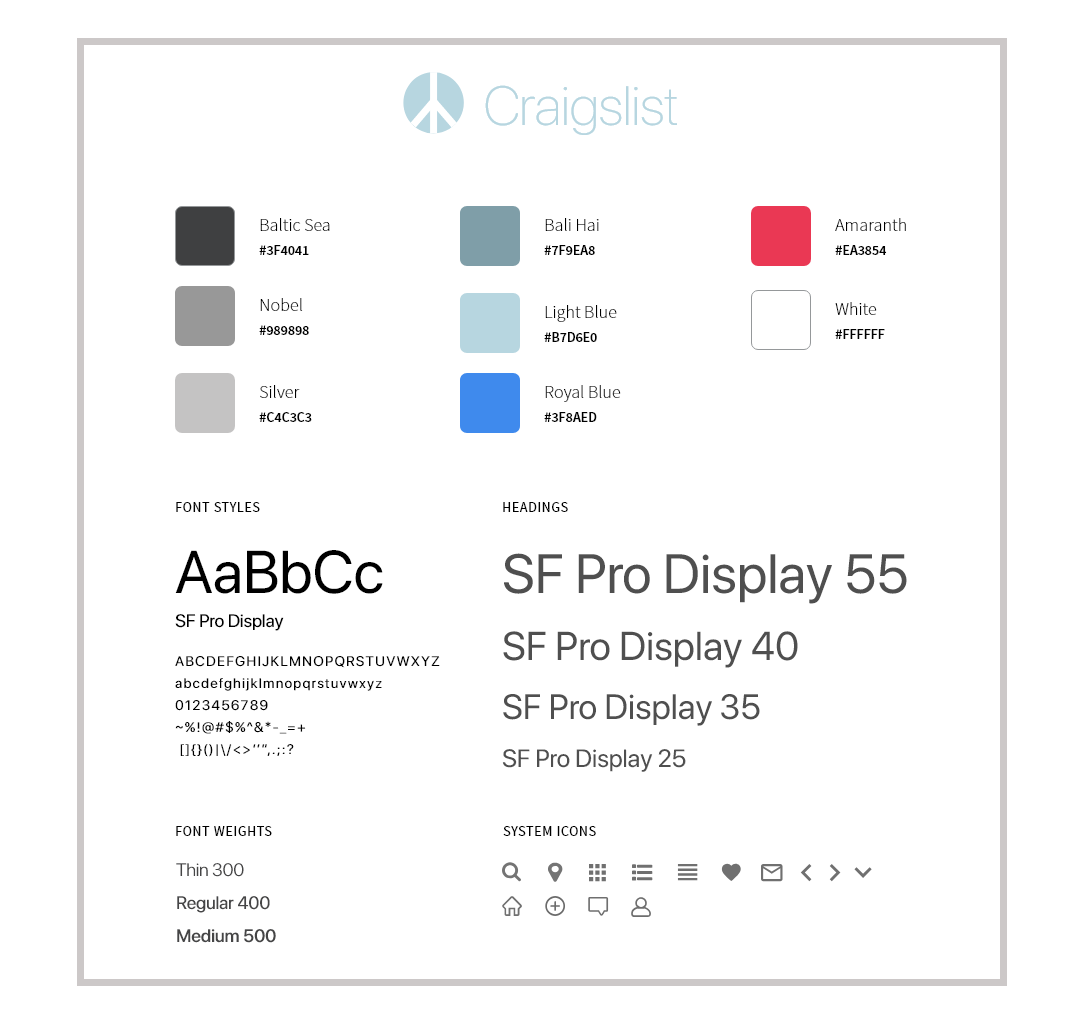 Craigslist
Baltic Sea
#3F4041
Bali Hai
#7F9EA8
Amaranth
#EA3854
Nobel
#989898
Light Blue
#B7D6E0
White
#FFFFFF
Silver
#C4C3C3
Royal Blue
#3F8AED
FONT STYLES
AaBbCc
SF Pro Display
ABCDEFGHIJKLMNOPQRSTUVWXYZ
abcdefghijklmnopqrstuvwxyz
0123456789
~%!@#$%^&*-_=+
[]{}()|\/<>‘’“,.;:?
HEADINGS
SF Pro Display 55
SF Pro Display 40
SF Pro Display 35
SF Pro Display 25
FONT WEIGHTS
Thin 300
Regular 400
Medium 500
SYSTEM ICONS